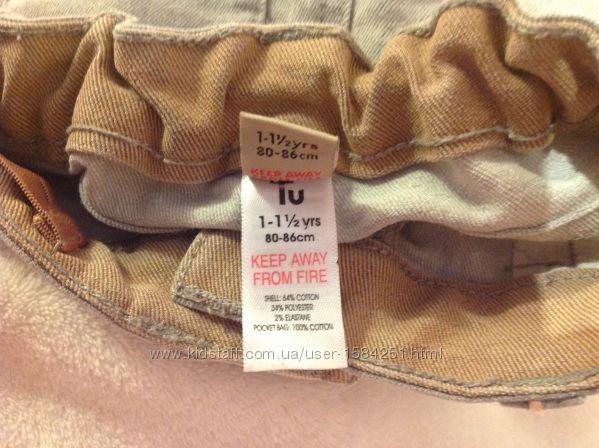 1-1½yrs
80-86cm
KEEP AWAY
Tu
1-1½ yrs
80-86cm
KEEP AWAY
FROM FIRE
SHELL: 64% COTTON
34% POLYESTER
2% ELASTANE
POCKET BAG: 100% COTTON
www.kidstaff.com.ua/user-1584251.html